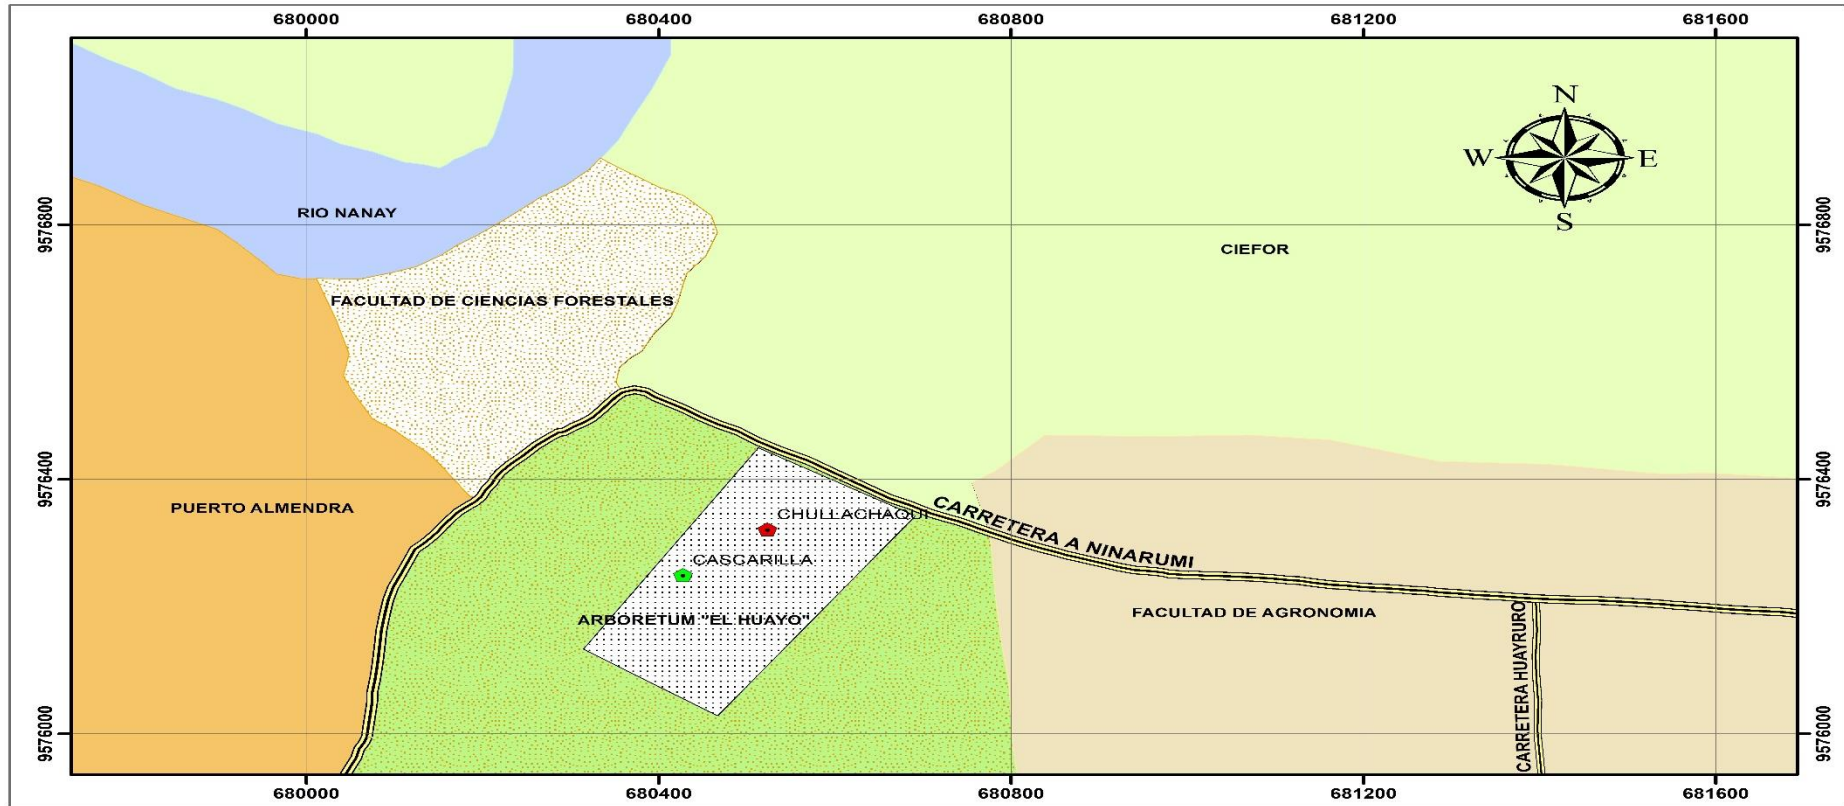 680000 680400 680800 681200 681600
N
W E
S
9576800 9576800
RIO NANAY
CIEFOR
FACULTAD DE CIENCIAS FORESTALES
9576400 9576400
PUERTO ALMENDRA
CHULLACHAQUI
CARRETERA A NINARUMI
CASCARILLA
ARBORETUM "EL HUAYO"
FACULTAD DE AGRONOMIA
CARRETERA HUAYRURO
9576000 9576000
680000 680400 680800 681200 681600